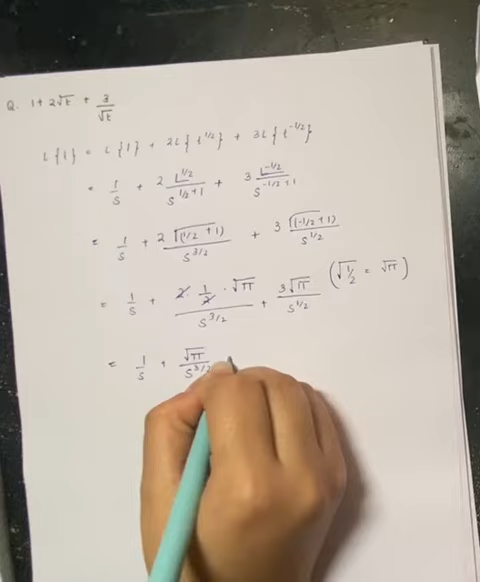 Q. 1 + 2√t + 3/√t
L{1} = L{1} + 2L{t^1/2} + 3L{t^-1/2}
= 1/s + 2 ∟1/2 / s^1/2+1 + 3 ∟-1/2 / s^-1/2+1
= 1/s + 2 Γ(1/2+1) / s^3/2 + 3 Γ(-1/2+1) / s^1/2
= 1/s + 2·1/2·√π / s^3/2 + 3√π / s^1/2 (√1/2 = √π)
= 1/s + √π / s^3/2